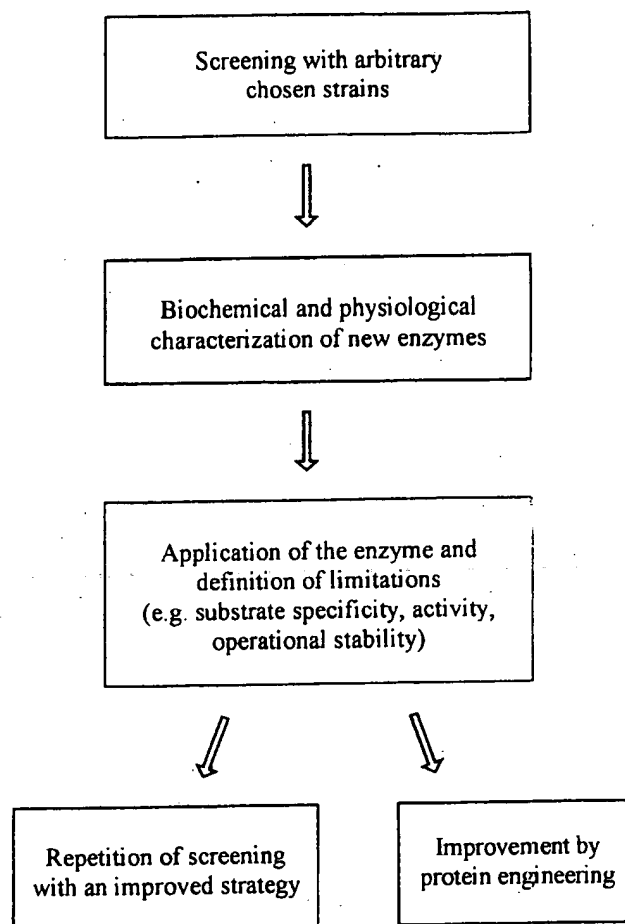 Screening with arbitrary
chosen strains
Biochemical and physiological
characterization of new enzymes
Application of the enzyme and
definition of limitations
(e.g. substrate specificity, activity,
operational stability)
Repetition of screening
with an improved strategy
Improvement by
protein engineering